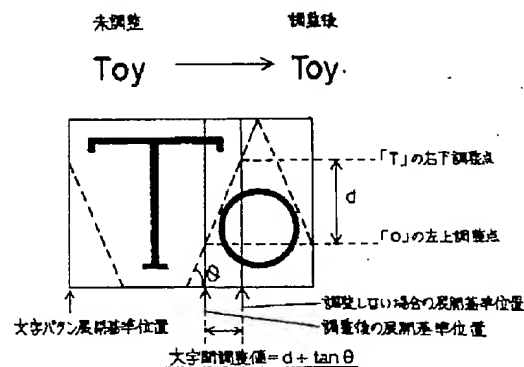 未調整 調整後
Toy → Toy
To
「T」の右下調整点
d
「O」の左上調整点
θ
調整しない場合の展開基準位置
文字パタン展開基準位置 調整後の展開基準位置
文字間調整値=d÷tanθ